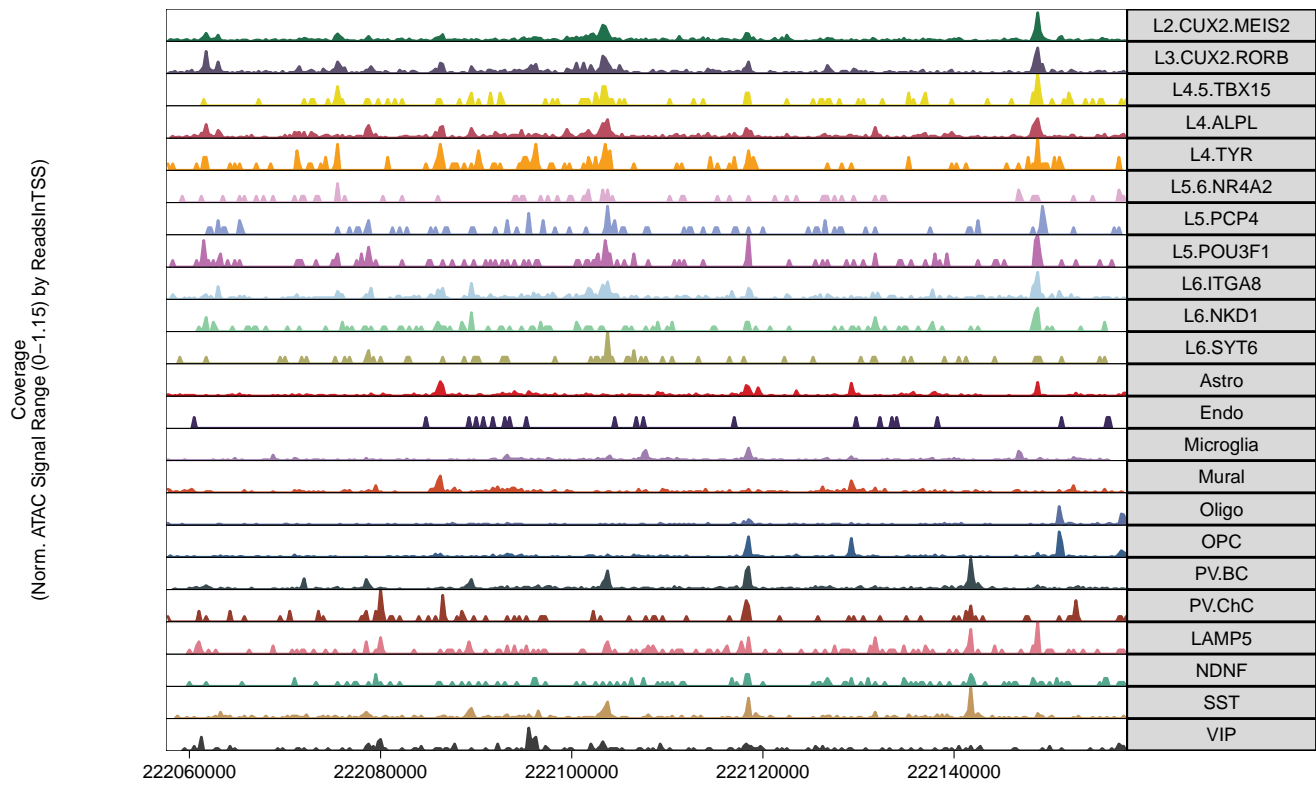 Coverage
(Norm. ATAC Signal Range (0−1.15) by ReadsInTSS)
L2.CUX2.MEIS2
L3.CUX2.RORB
L4.5.TBX15
L4.ALPL
L4.TYR
L5.6.NR4A2
L5.PCP4
L5.POU3F1
L6.ITGA8
L6.NKD1
L6.SYT6
Astro
Endo
Microglia
Mural
Oligo
OPC
PV.BC
PV.ChC
LAMP5
NDNF
SST
VIP
222060000 222080000 222100000 222120000 222140000